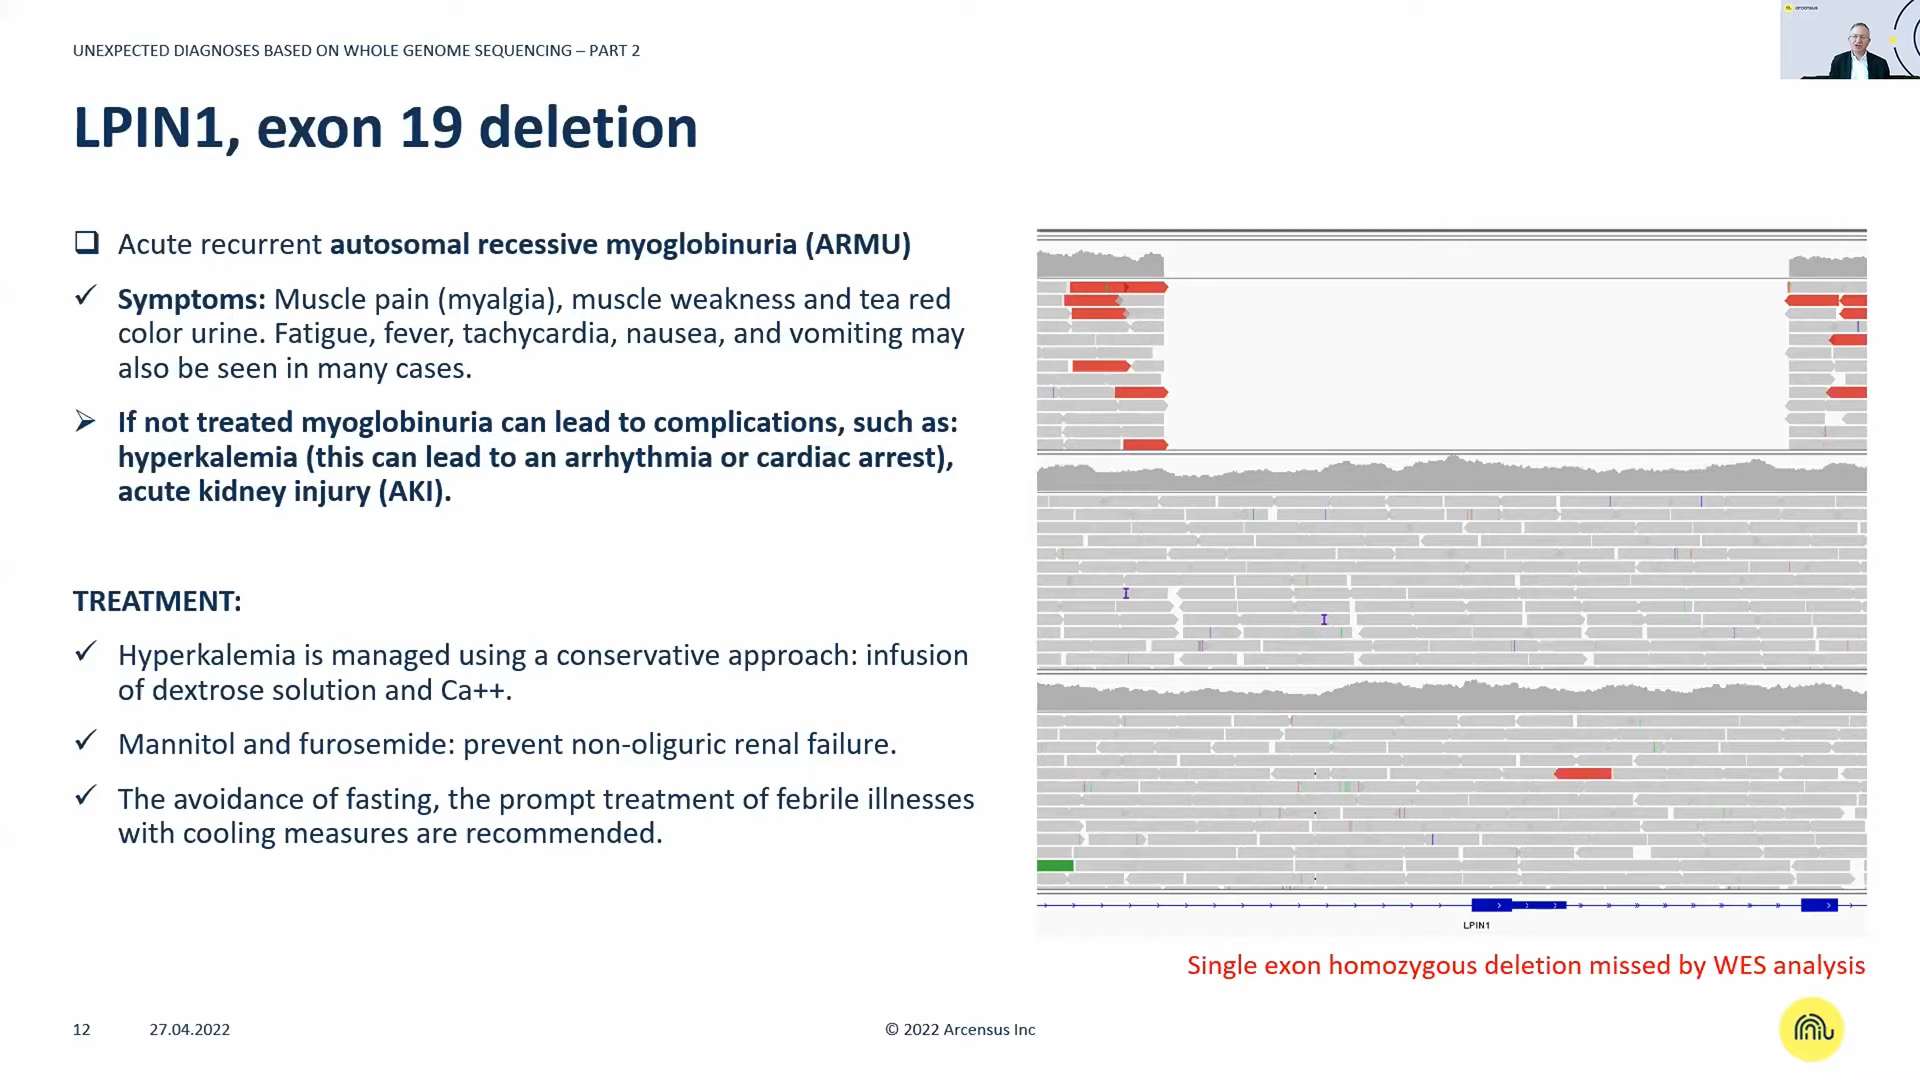 UNEXPECTED DIAGNOSES BASED ON WHOLE GENOME SEQUENCING – PART 2
arcensus
LPIN1, exon 19 deletion
Acute recurrent autosomal recessive myoglobinuria (ARMU)
Symptoms: Muscle pain (myalgia), muscle weakness and tea red
color urine. Fatigue, fever, tachycardia, nausea, and vomiting may
also be seen in many cases.
If not treated myoglobinuria can lead to complications, such as:
hyperkalemia (this can lead to an arrhythmia or cardiac arrest),
acute kidney injury (AKI).
TREATMENT:
Hyperkalemia is managed using a conservative approach: infusion
of dextrose solution and Ca++.
Mannitol and furosemide: prevent non-oliguric renal failure.
The avoidance of fasting, the prompt treatment of febrile illnesses
with cooling measures are recommended.
LPIN1
Single exon homozygous deletion missed by WES analysis
12 27.04.2022 © 2022 Arcensus Inc